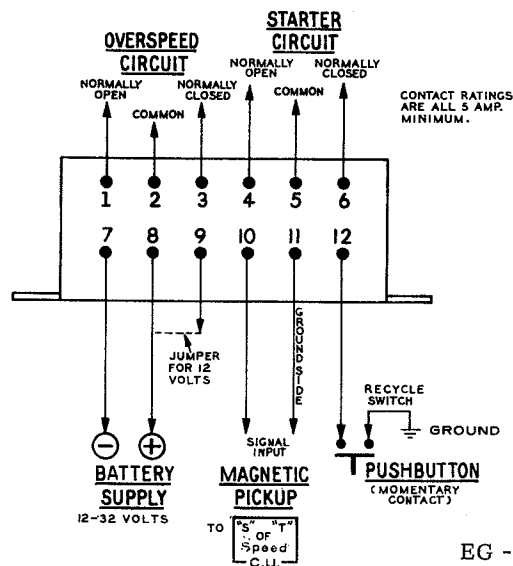 OVERSPEED
CIRCUIT
STARTER
CIRCUIT
NORMALLY
OPEN
COMMON
NORMALLY
CLOSED
NORMALLY
OPEN
COMMON
NORMALLY
CLOSED
CONTACT RATINGS
ARE ALL 5 AMP.
MINIMUM.
1 2 3 4 5 6
7 8 9 10 11 12
JUMPER
FOR 12
VOLTS
GROUND SIDE
RECYCLE
SWITCH
GROUND
− +
BATTERY
SUPPLY
12-32 VOLTS
SIGNAL
INPUT
MAGNETIC
PICKUP
PUSHBUTTON
(MOMENTARY
CONTACT)
TO "S" "T"
OF
Speed
C.U.
EG -